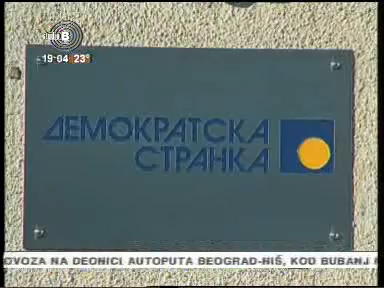 B
19:04 23°
ДЕМОКРАТСКА
СТРАНКА
OVOZA NA DEONICI AUTOPUTA BEOGRAD-NIŠ, KOD BUBANJ